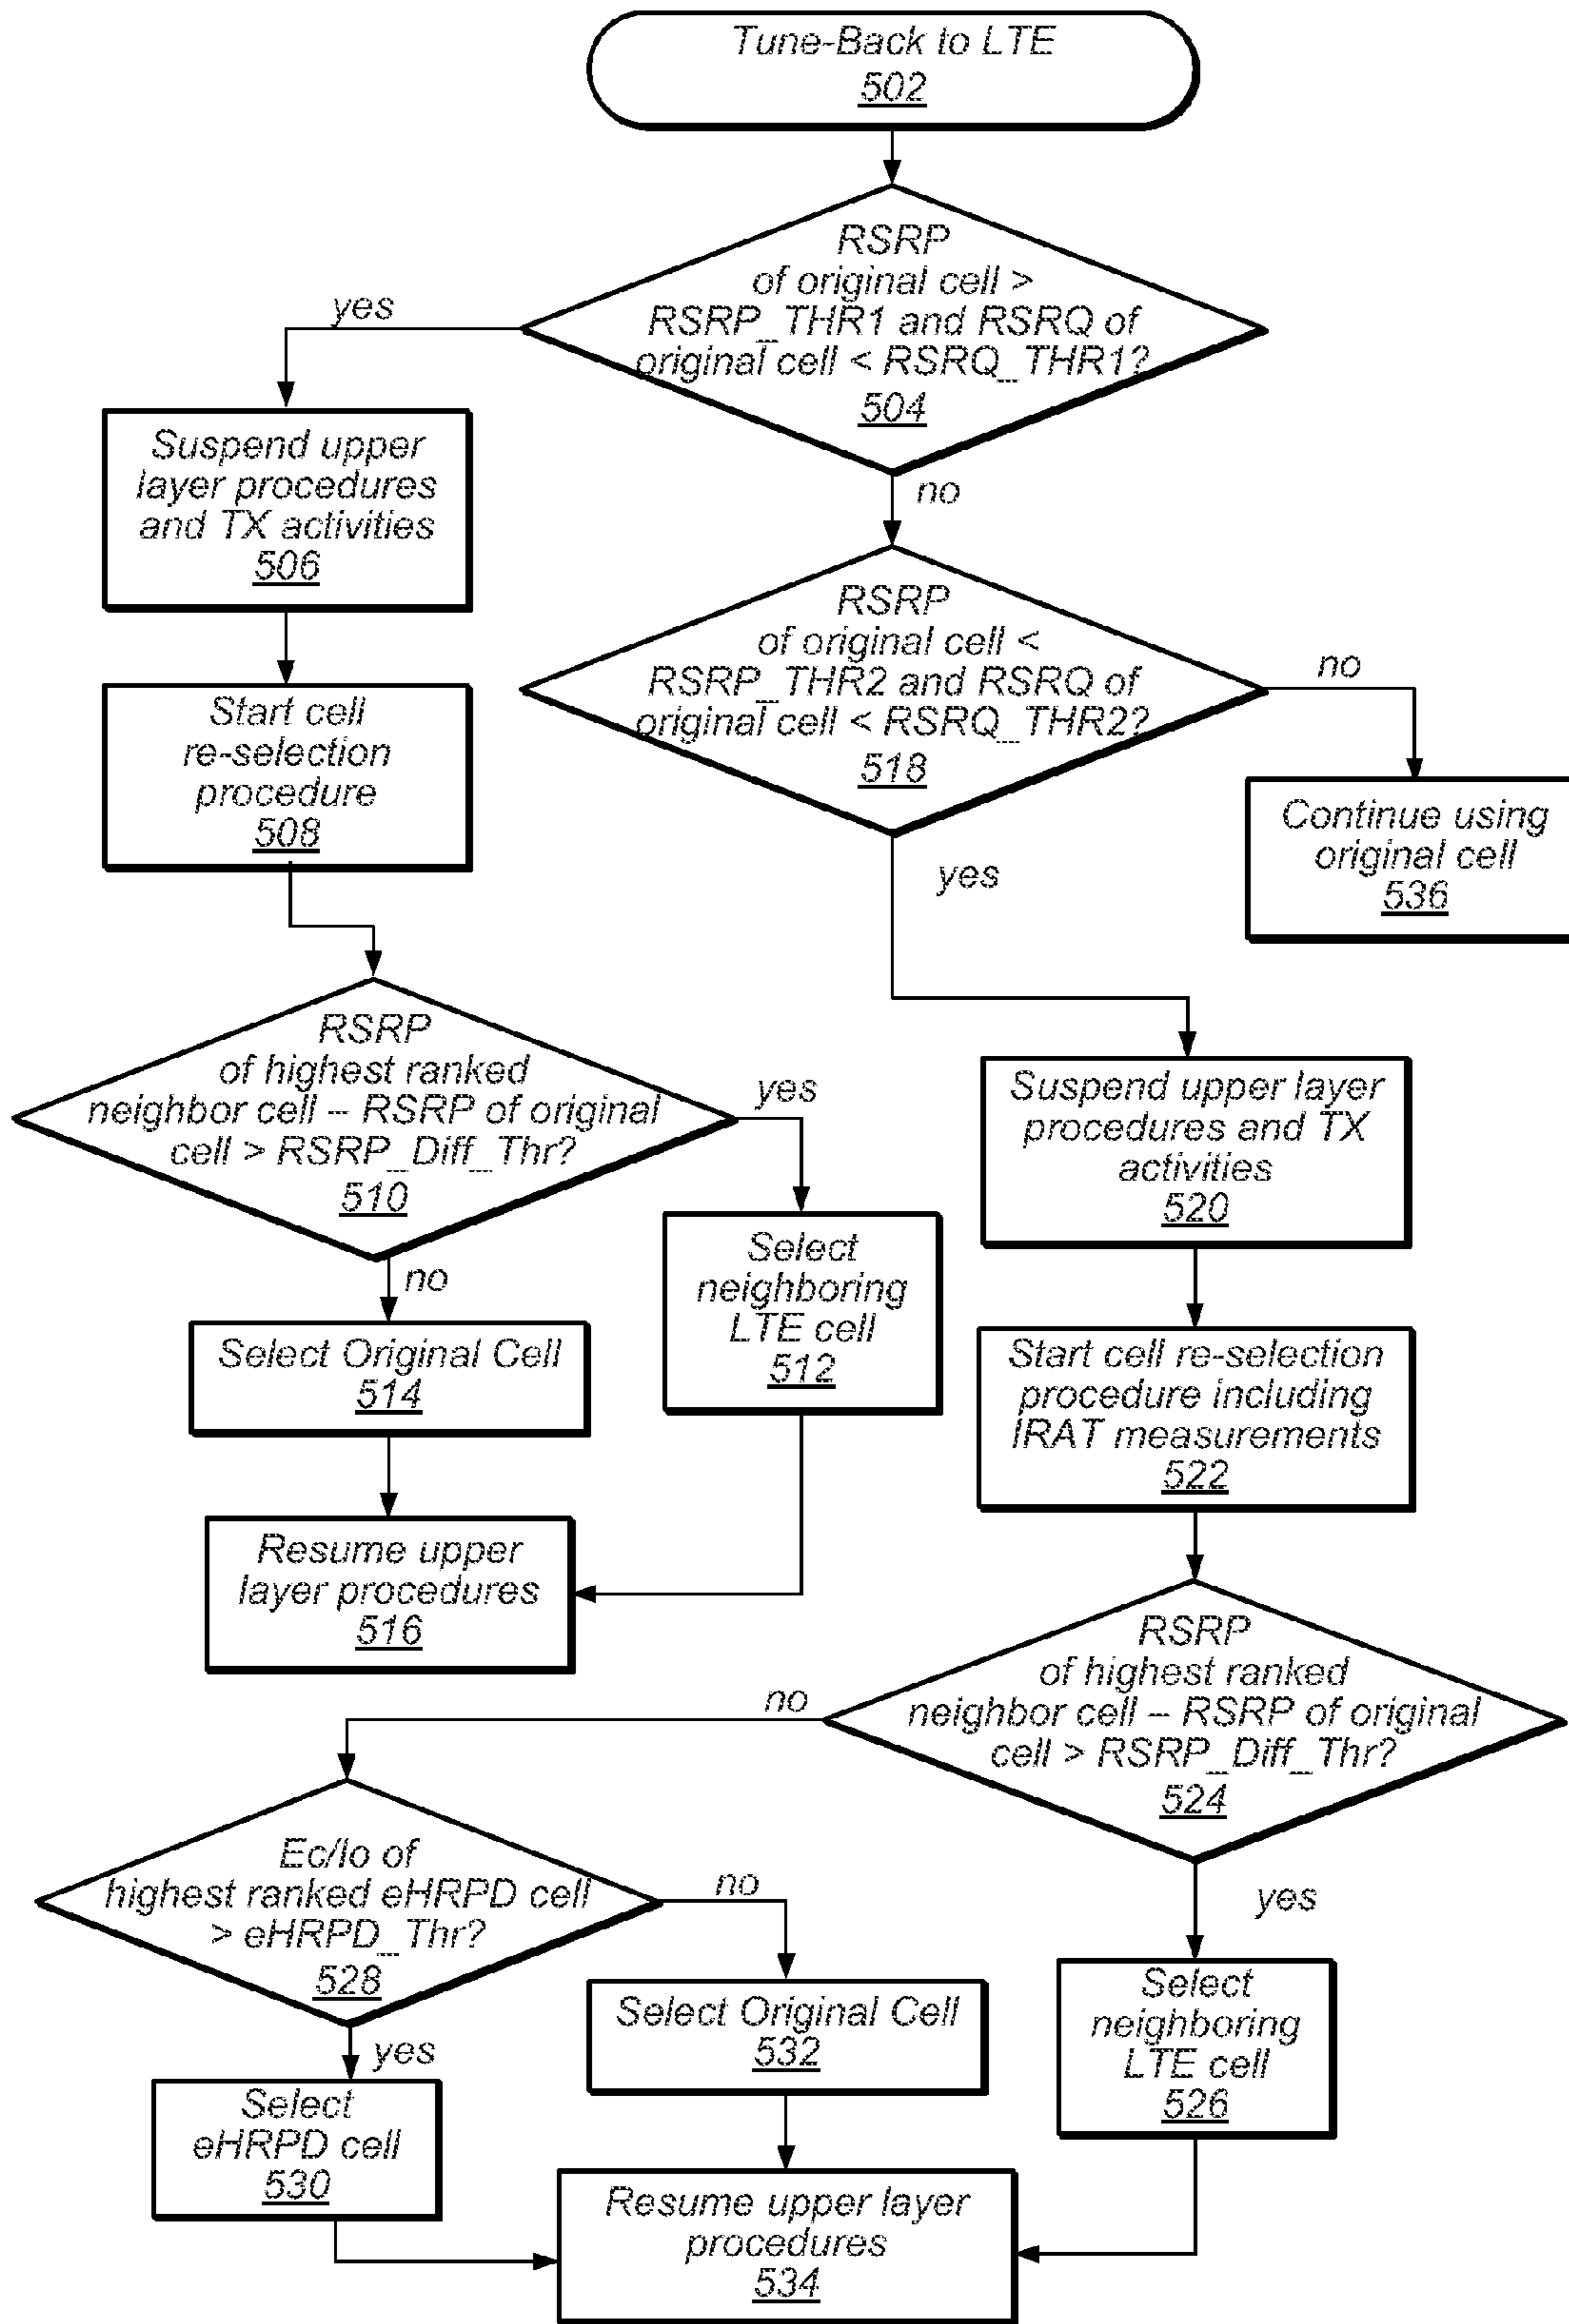 Tune-Back to LTE
502
RSRP
of original cell >
RSRP_THR1 and RSRQ of
original cell < RSRQ_THR1?
504
yes
no
Suspend upper
layer procedures
and TX activities
506
Start cell
re-selection
procedure
508
RSRP
of original cell <
RSRP_THR2 and RSRQ of
original cell < RSRQ_THR2?
518
no
yes
Continue using
original cell
536
RSRP
of highest ranked
neighbor cell – RSRP of original
cell > RSRP_Diff_Thr?
510
yes
no
Select
neighboring
LTE cell
512
Select Original Cell
514
Resume upper
layer procedures
516
Suspend upper layer
procedures and TX
activities
520
Start cell re-selection
procedure including
IRAT measurements
522
RSRP
of highest ranked
neighbor cell – RSRP of original
cell > RSRP_Diff_Thr?
524
no
yes
Ec/Io of
highest ranked eHRPD cell
> eHRPD_Thr?
528
no
yes
Select Original Cell
532
Select
neighboring
LTE cell
526
Select
eHRPD cell
530
Resume upper layer
procedures
534